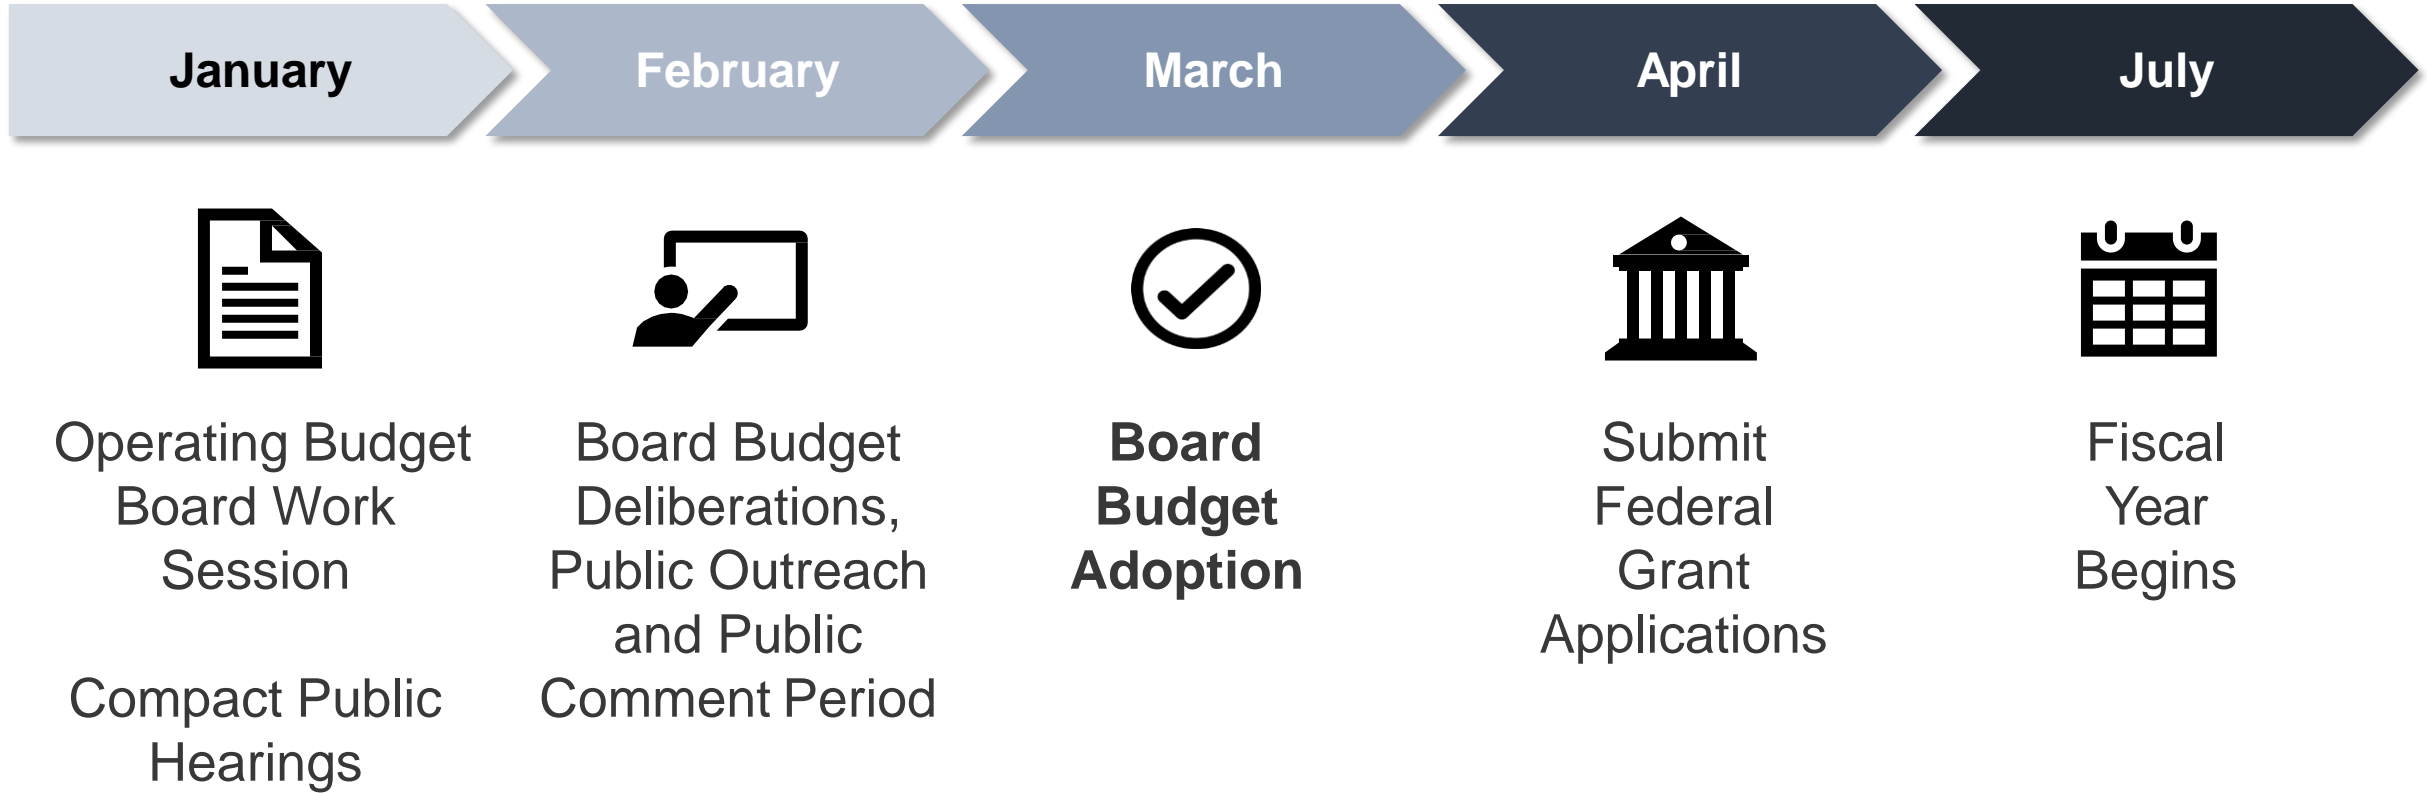 January
February
March
April
July
Operating Budget
Board Work
Session
Compact Public
Hearings
Board Budget
Deliberations,
Public Outreach
and Public
Comment Period
Board
Budget
Adoption
Submit
Federal
Grant
Applications
Fiscal
Year
Begins